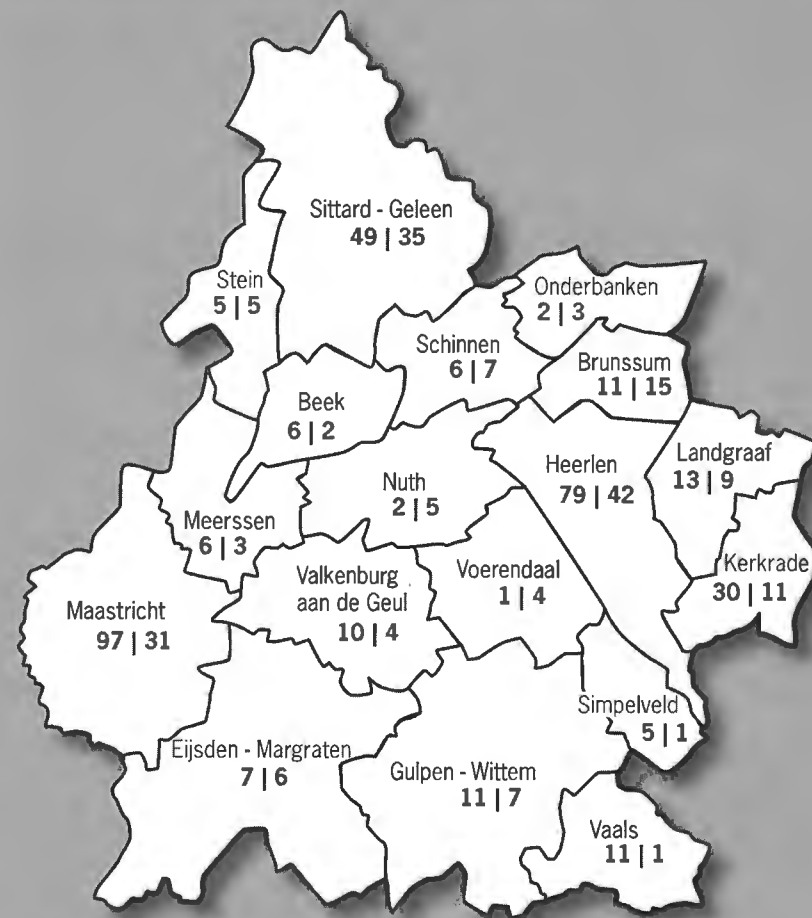 Sittard - Geleen
49 | 35
Stein
5 | 5
Onderbanken
2 | 3
Schinnen
6 | 7
Brunssum
11 | 15
Beek
6 | 2
Landgraaf
13 | 9
Heerlen
79 | 42
Nuth
2 | 5
Meerssen
6 | 3
Kerkrade
30 | 11
Valkenburg
aan de Geul
10 | 4
Voerendaal
1 | 4
Maastricht
97 | 31
Simpelveld
5 | 1
Eijsden - Margraten
7 | 6
Gulpen - Wittem
11 | 7
Vaals
11 | 1